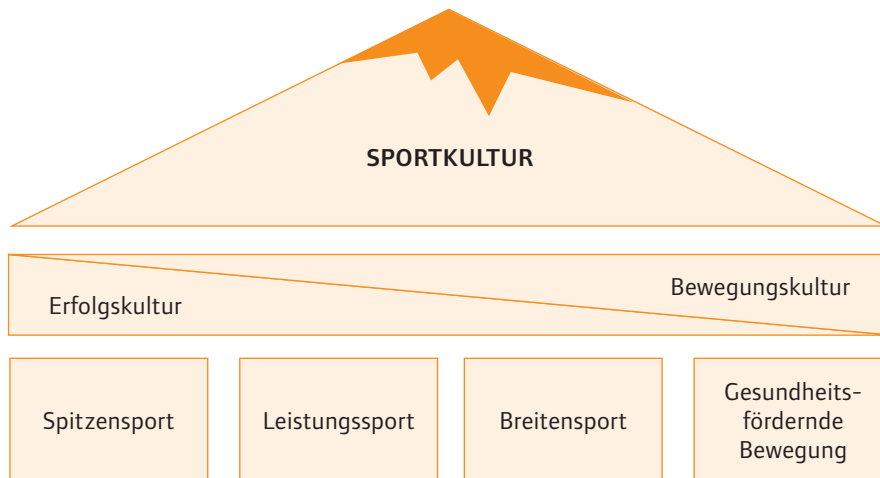 SPORTKULTUR
Erfolgskultur
Bewegungskultur
Spitzensport
Leistungssport
Breitensport
Gesundheits-
fördernde
Bewegung